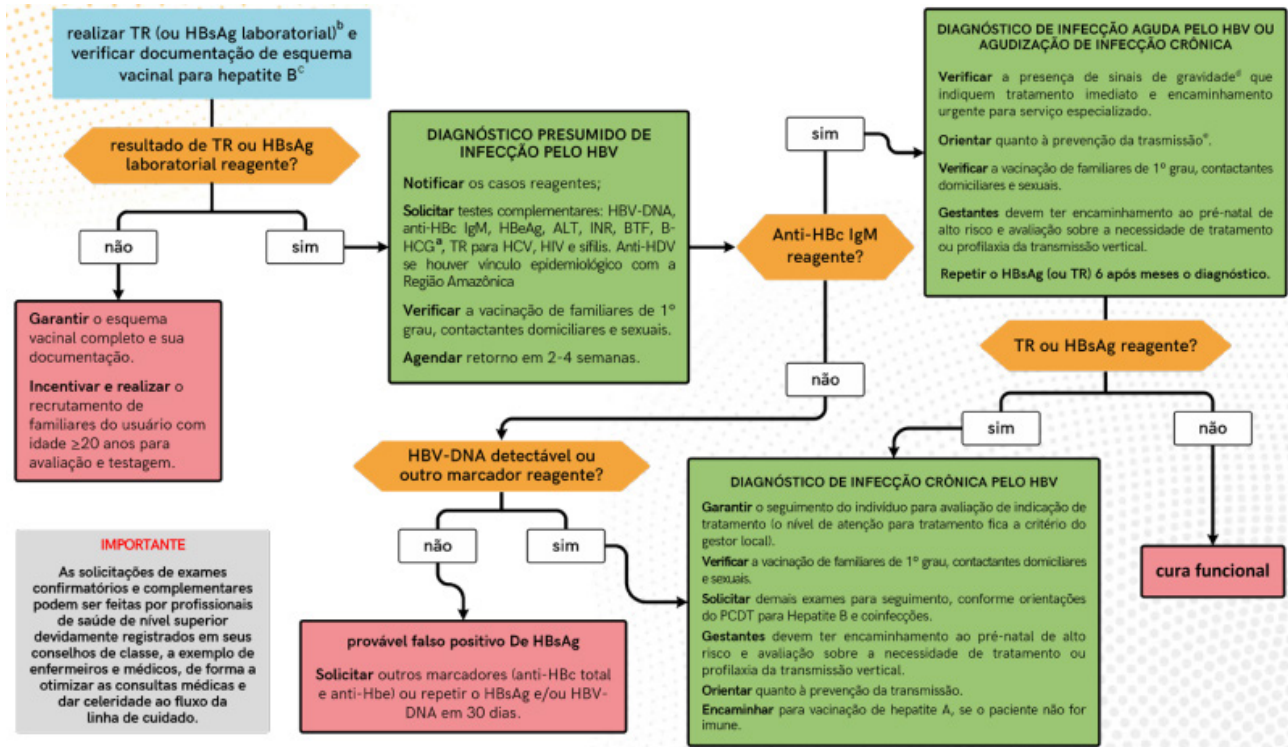 realizar TR (ou HBsAg laboratorial)b e
verificar documentação de esquema
vacinal para hepatite Bc
resultado de TR ou HBsAg
laboratorial reagente?
não
sim
Garantir o esquema
vacinal completo e sua
documentação.
Incentivar e realizar o
recrutamento de
familiares do usuário com
idade ≥20 anos para
avaliação e testagem.
IMPORTANTE
As solicitações de exames
confirmatórios e complementares
podem ser feitas por profissionais
de saúde de nível superior
devidamente registrados em seus
conselhos de classe, a exemplo de
enfermeiros e médicos, de forma a
otimizar as consultas médicas e
dar celeridade ao fluxo da
linha de cuidado.
DIAGNÓSTICO PRESUMIDO DE
INFECÇÃO PELO HBV
Notificar os casos reagentes;
Solicitar testes complementares: HBV-DNA,
anti-HBc IgM, HBeAg, ALT, INR, BTF, B-
HCGa, TR para HCV, HIV e sífilis. Anti-HDV
se houver vínculo epidemiológico com a
Região Amazônica
Verificar a vacinação de familiares de 1º
grau, contactantes domiciliares e sexuais.
Agendar retorno em 2-4 semanas.
Anti-HBc IgM
reagente?
sim
não
DIAGNÓSTICO DE INFECÇÃO AGUDA PELO HBV OU
AGUDIZAÇÃO DE INFECÇÃO CRÔNICA
Verificar a presença de sinais de gravidaded que
indiquem tratamento imediato e encaminhamento
urgente para serviço especializado.
Orientar quanto à prevenção da trasmissãoe.
Verificar a vacinação de familiares de 1º grau, contactantes
domiciliares e sexuais.
Gestantes devem ter encaminhamento ao pré-natal de
alto risco e avaliação sobre a necessidade de tratamento
ou profilaxia da transmissão vertical.
Repetir o HBsAg (ou TR) 6 após meses o diagnóstico.
TR ou HBsAg reagente?
sim
não
cura funcional
HBV-DNA detectável ou
outro marcador reagente?
não
sim
provável falso positivo De HBsAg
Solicitar outros marcadores (anti-HBc total
e anti-Hbe) ou repetir o HBsAg e/ou HBV-
DNA em 30 dias.
DIAGNÓSTICO DE INFECÇÃO CRÔNICA PELO HBV
Garantir o seguimento do indivíduo para avaliação de indicação de
tratamento (o nível de atenção para tratamento fica a critério do
gestor local).
Verificar a vacinação de familiares de 1º grau, contactantes domiciliares
e sexuais.
Solicitar demais exames para seguimento, conforme orientações
do PCDT para Hepatite B e coinfecções.
Gestantes devem ter encaminhamento ao pré-natal de alto
risco e avaliação sobre a necessidade de tratamento ou
profilaxia da transmissão vertical.
Orientar quanto à prevenção da transmissão.
Encaminhar para vacinação de hepatite A, se o paciente não for
imune.